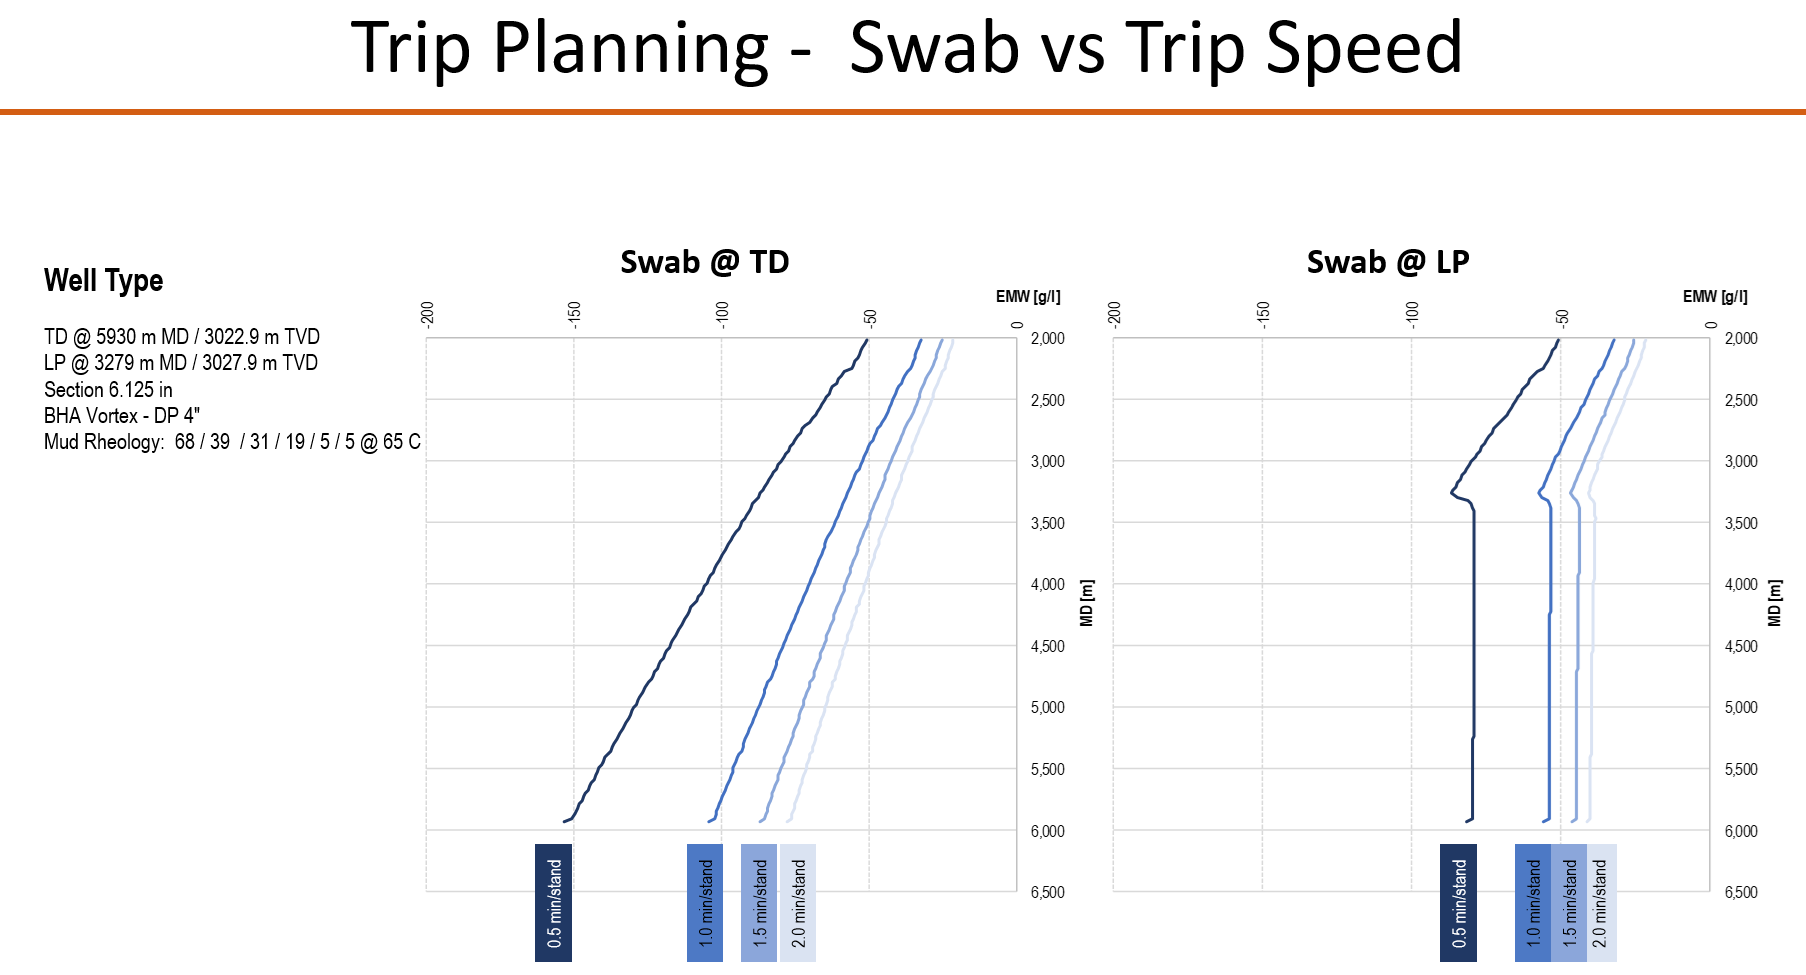 Trip Planning -  Swab vs Trip Speed
Well Type
TD @ 5930 m MD / 3022.9 m TVD
LP @ 3279 m MD / 3027.9 m TVD
Section 6.125 in
BHA Vortex - DP 4"
Mud Rheology:  68 / 39  / 31 / 19 / 5 / 5 @ 65 C
Swab @ TD
EMW [g/l]
-200
-150
-100
-50
0
2,000
2,500
3,000
3,500
4,000
4,500
5,000
5,500
6,000
6,500
MD [m]
0.5 min/stand
1.0 min/stand
1.5 min/stand
2.0 min/stand
Swab @ LP
EMW [g/l]
-200
-150
-100
-50
0
2,000
2,500
3,000
3,500
4,000
4,500
5,000
5,500
6,000
6,500
MD [m]
0.5 min/stand
1.0 min/stand
1.5 min/stand
2.0 min/stand